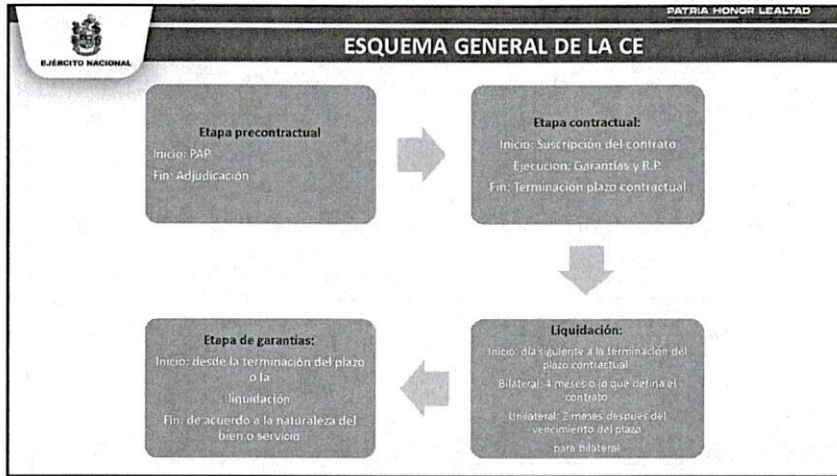 PATRIA HONOR LEALTAD
EJÉRCITO NACIONAL
ESQUEMA GENERAL DE LA CE
Etapa precontractual
Inicio: PAP
Fin: Adjudicación
Etapa contractual:
Inicio: Suscripción del contrato
Ejecución: Garantías y R.P.
Fin: Terminación plazo contractual
Liquidación:
Inicio: día siguiente a la terminación del
plazo contractual
Bilateral: 4 meses o lo que defina el
contrato
Unilateral: 2 meses después del
vencimiento del plazo
para bilateral
Etapa de garantías:
Inicio: desde la terminación del plazo
o la
liquidación
Fin: de acuerdo a la naturaleza del
bien o servicio